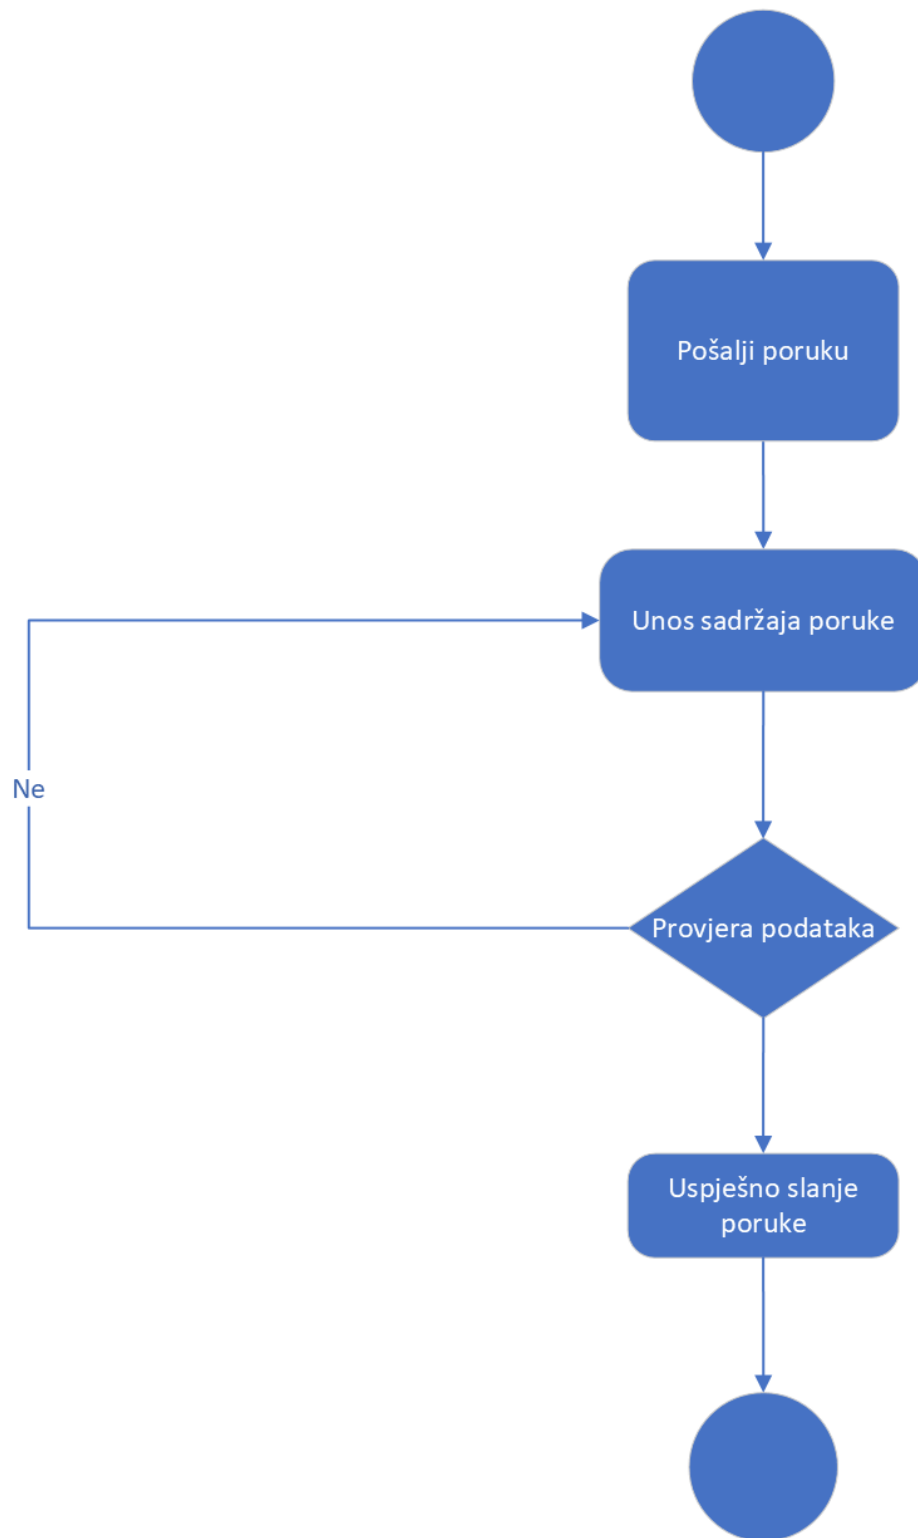 Pošalji poruku
Unos sadržaja poruke
Ne
Provjera podataka
Uspješno slanje
poruke